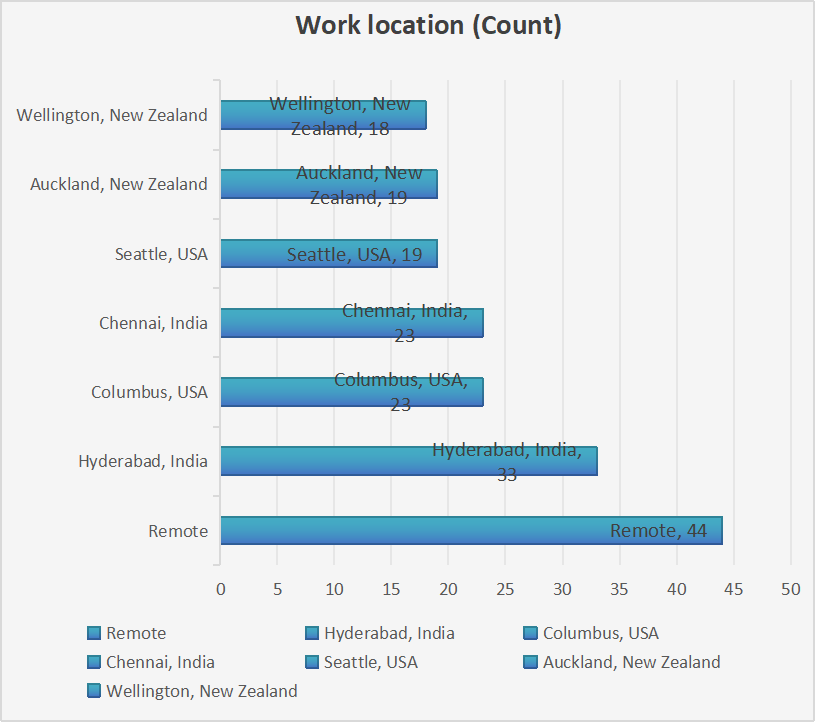 Work location (Count)
Wellington, New Zealand
Wellington, New
Zealand, 18
Auckland, New Zealand
Auckland, New
Zealand, 19
Seattle, USA
Seattle, USA, 19
Chennai, India
Chennai, India,
23
Columbus, USA
Columbus, USA,
23
Hyderabad, India
Hyderabad, India,
33
Remote
Remote, 44
0 5 10 15 20 25 30 35 40 45 50
Remote Hyderabad, India Columbus, USA
Chennai, India Seattle, USA Auckland, New Zealand
Wellington, New Zealand